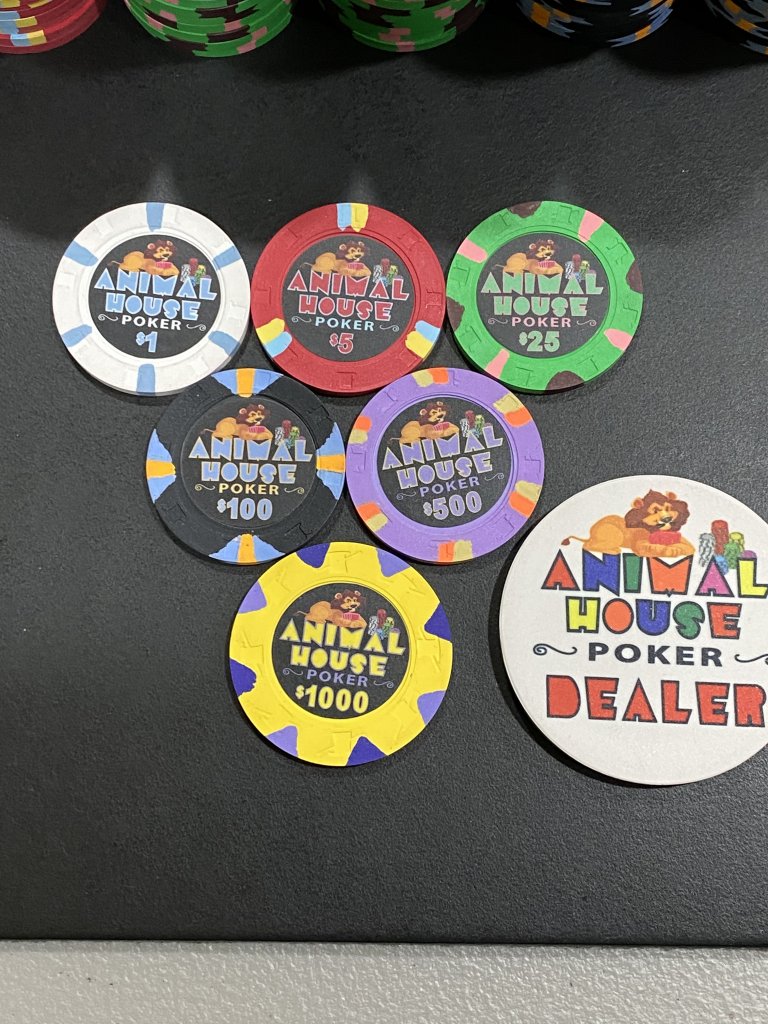 ANIMAL
HOUSE
POKER
$1
ANIMAL
HOUSE
POKER
$5
ANIMAL
HOUSE
POKER
$25
ANIMAL
HOUSE
POKER
$100
ANIMAL
HOUSE
POKER
$500
ANIMAL
HOUSE
POKER
$1000
ANIMAL
HOUSE
POKER
DEALER